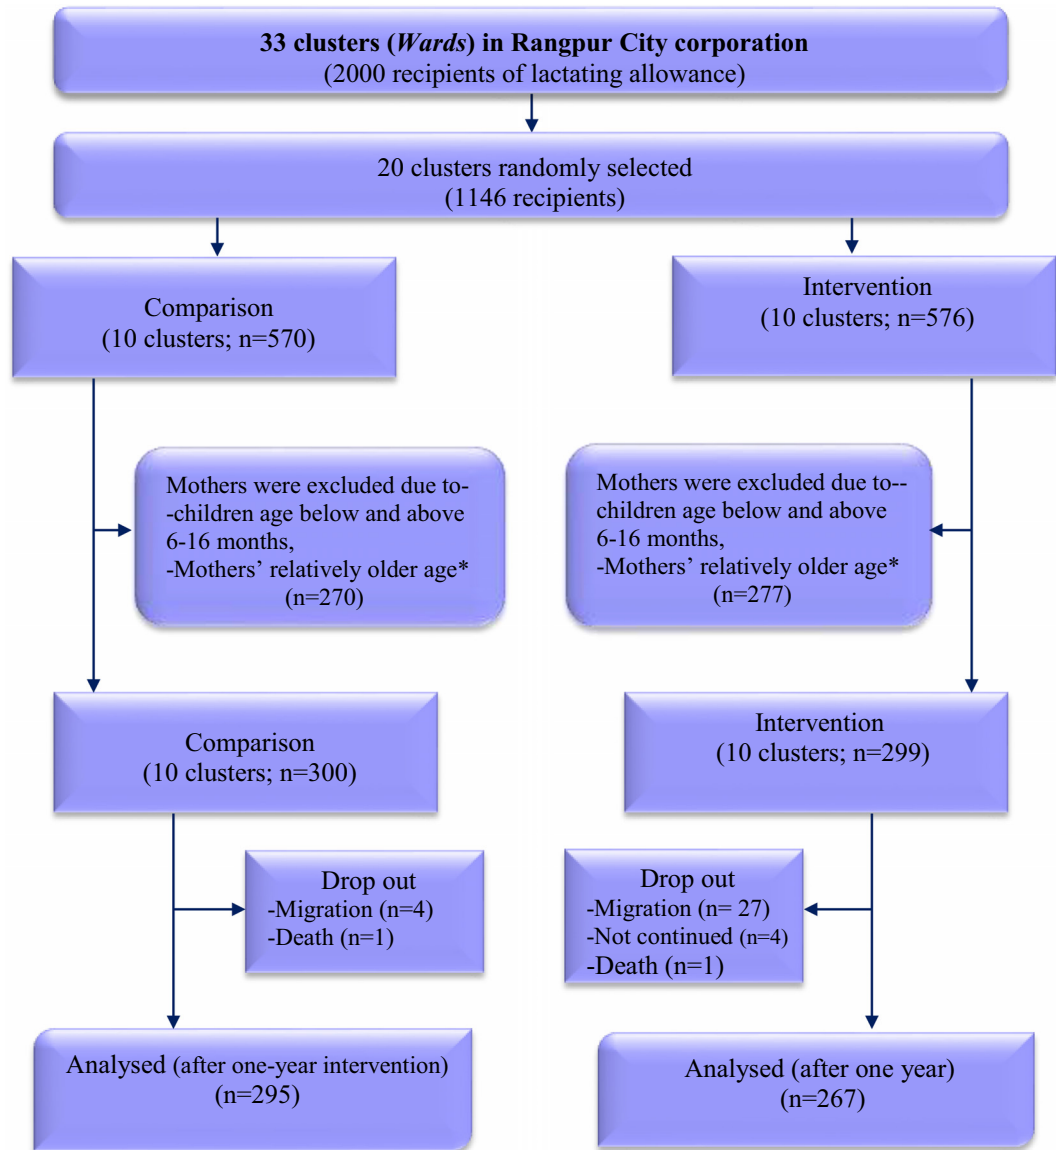 33 clusters (Wards) in Rangpur City corporation
(2000 recipients of lactating allowance)
20 clusters randomly selected
(1146 recipients)
Comparison
(10 clusters; n=570)
Intervention
(10 clusters; n=576)
Mothers were excluded due to-
-children age below and above
6-16 months,
-Mothers’ relatively older age*
(n=270)
Mothers were excluded due to--
children age below and above
6-16 months,
-Mothers’ relatively older age*
(n=277)
Comparison
(10 clusters; n=300)
Intervention
(10 clusters; n=299)
Drop out
-Migration (n=4)
-Death (n=1)
Drop out
-Migration (n= 27)
-Not continued (n=4)
-Death (n=1)
Analysed (after one-year intervention)
(n=295)
Analysed (after one year)
(n=267)